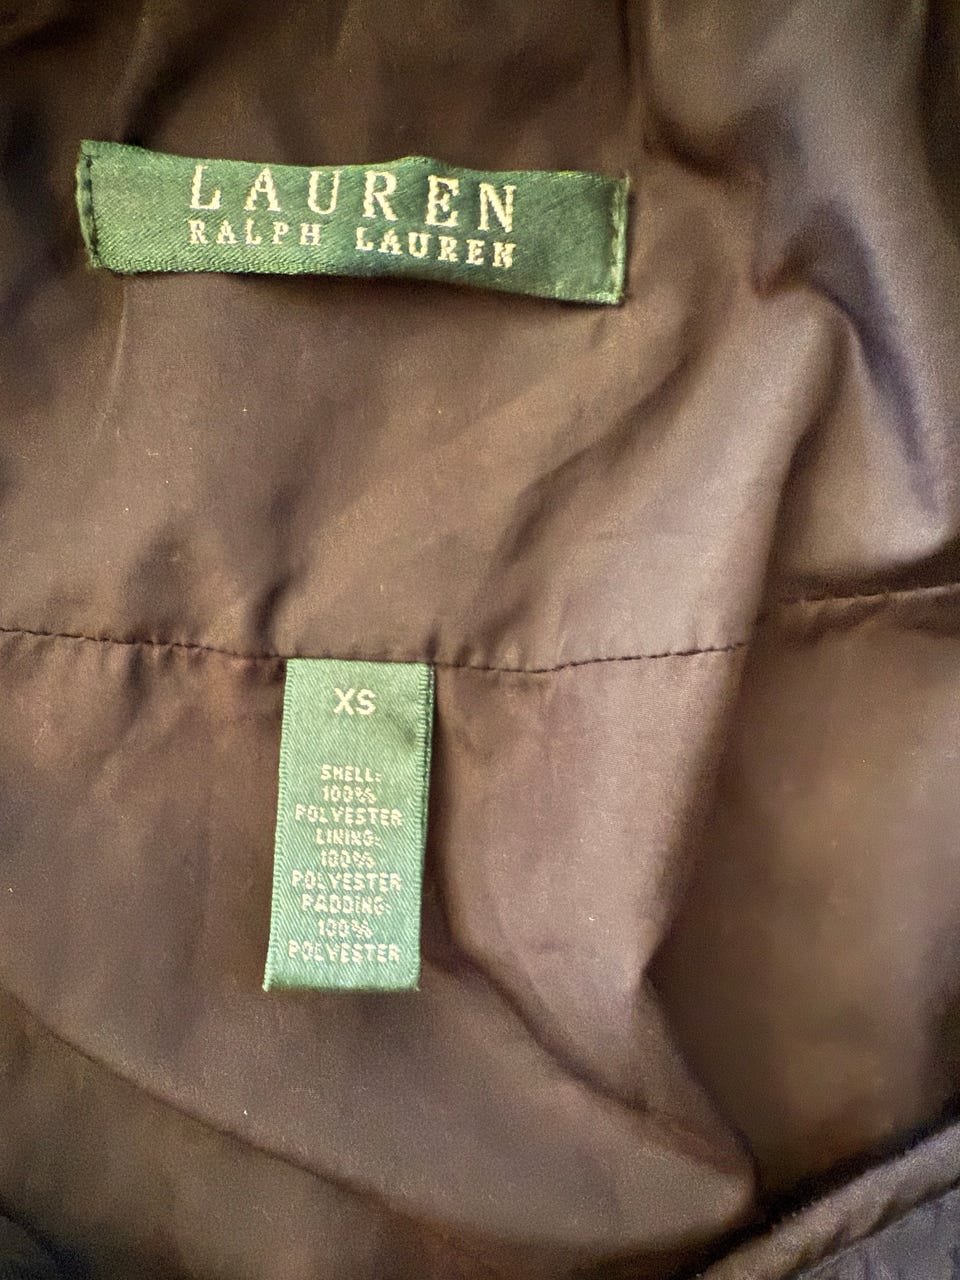 LAUREN
RALPH LAUREN
XS
SHELL:
100%
POLYESTER
LINING:
100%
POLYESTER
PADDING:
100%
POLYESTER